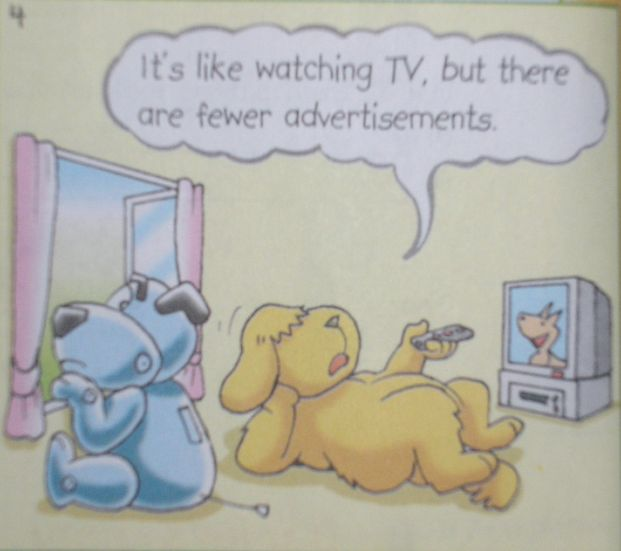 4
It's like watching TV, but there
are fewer advertisements.